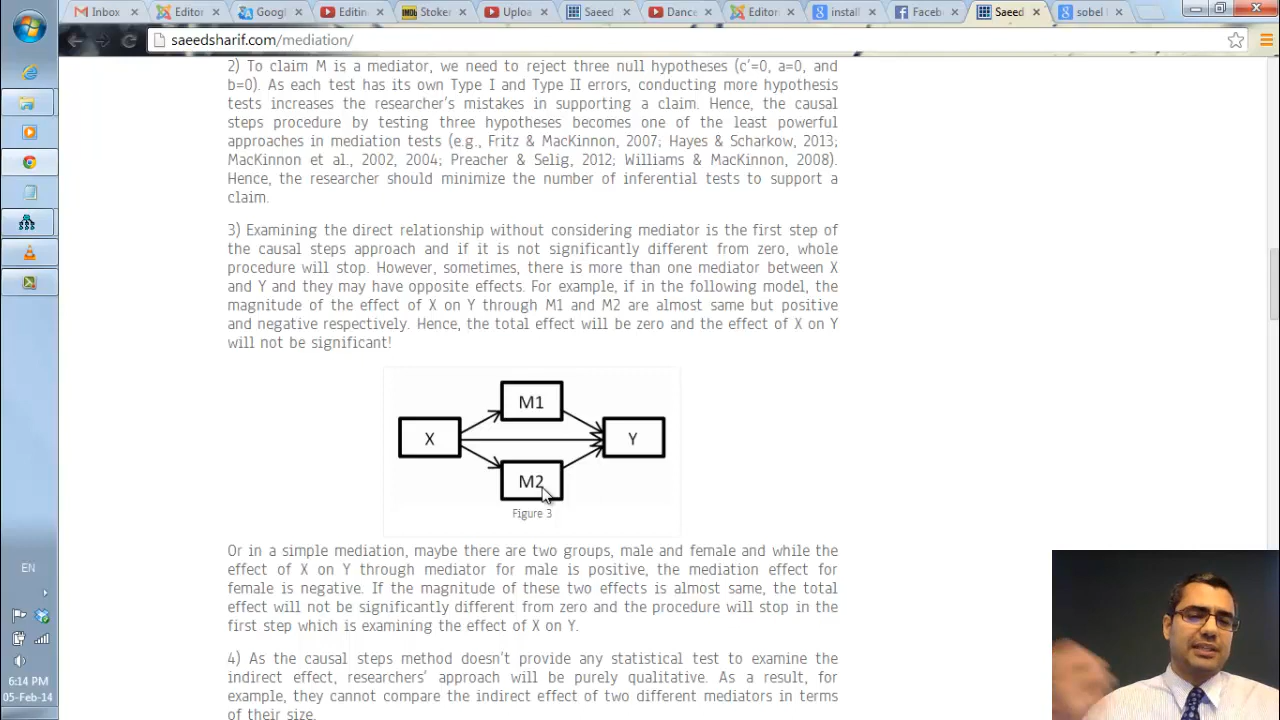 Inbox
Editor
Googl
Editin
IMDb Stoker
Uploa
Saeed
Dance
Editor
install
Faceb
Saeed
sobel
saeedsharif.com/mediation/
2) To claim M is a mediator, we need to reject three null hypotheses (c'=0, a=0, and
b=0). As each test has its own Type I and Type II errors, conducting more hypothesis
tests increases the researcher's mistakes in supporting a claim. Hence, the causal
steps procedure by testing three hypotheses becomes one of the least powerful
approaches in mediation tests (e.g., Fritz & MacKinnon, 2007; Hayes & Scharkow, 2013;
MacKinnon et al., 2002, 2004; Preacher & Selig, 2012; Williams & MacKinnon, 2008).
Hence, the researcher should minimize the number of inferential tests to support a
claim.
3) Examining the direct relationship without considering mediator is the first step of
the causal steps approach and if it is not significantly different from zero, whole
procedure will stop. However, sometimes, there is more than one mediator between X
and Y and they may have opposite effects. For example, if in the following model, the
magnitude of the effect of X on Y through M1 and M2 are almost same but positive
and negative respectively. Hence, the total effect will be zero and the effect of X on Y
will not be significant!
M1
X
Y
M2
Figure 3
Or in a simple mediation, maybe there are two groups, male and female and while the
effect of X on Y through mediator for male is positive, the mediation effect for
female is negative. If the magnitude of these two effects is almost same, the total
effect will not be significantly different from zero and the procedure will stop in the
first step which is examining the effect of X on Y.
4) As the causal steps method doesn't provide any statistical test to examine the
indirect effect, researchers' approach will be purely qualitative. As a result, for
example, they cannot compare the indirect effect of two different mediators in terms
of their size.
EN
6:14 PM
05-Feb-14